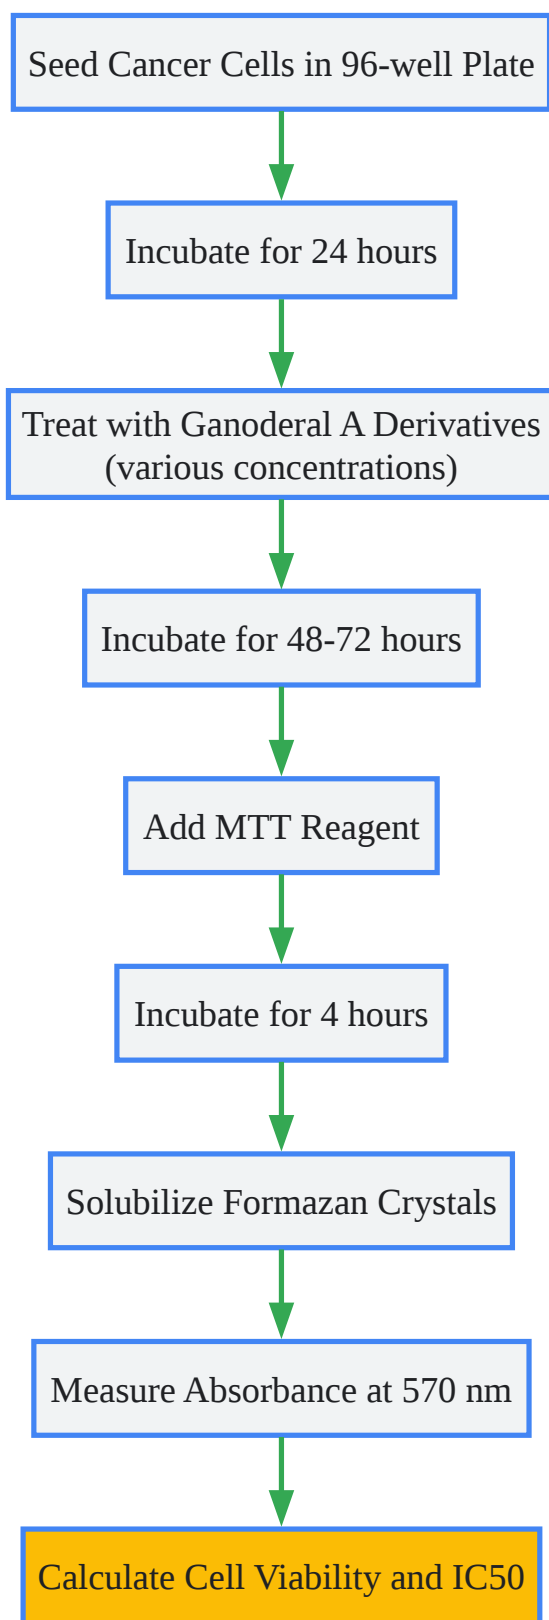 Seed Cancer Cells in 96-well Plate
Incubate for 24 hours
Treat with Ganoderal A Derivatives
(various concentrations)
Incubate for 48-72 hours
Add MTT Reagent
Incubate for 4 hours
Solubilize Formazan Crystals
Measure Absorbance at 570 nm
Calculate Cell Viability and IC50